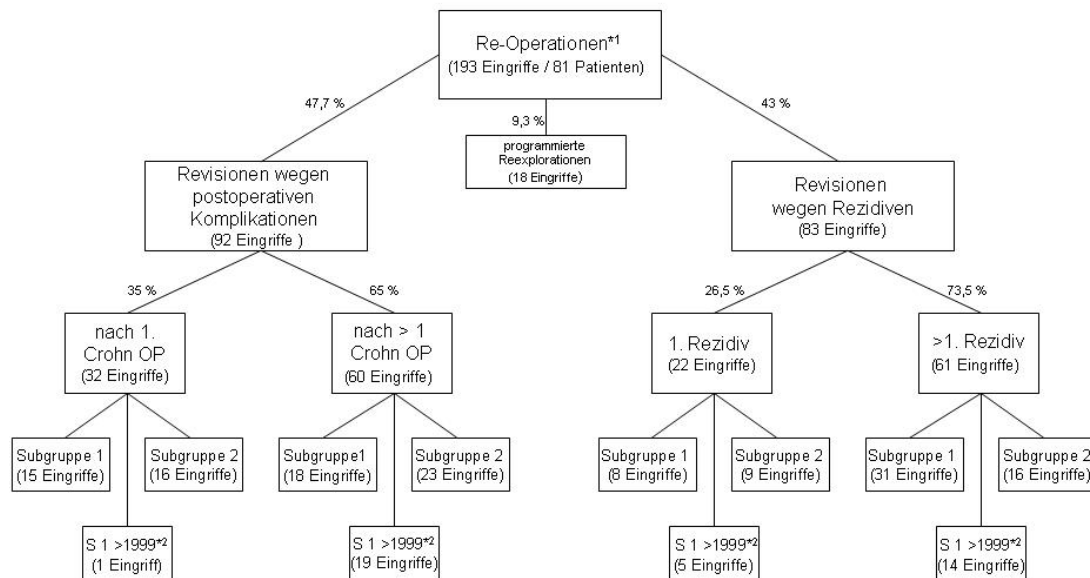 Re-Operationen*1
(193 Eingriffe / 81 Patienten)
47,7 %
9,3 %
43 %
programmierte
Reexplorationen
(18 Eingriffe)
Revisionen wegen
postoperativen
Komplikationen
(92 Eingriffe )
Revisionen
wegen Rezidiven
(83 Eingriffe)
35 %
65 %
26,5 %
73,5 %
nach 1.
Crohn OP
(32 Eingriffe)
nach > 1
Crohn OP
(60 Eingriffe)
1. Rezidiv
(22 Eingriffe)
>1. Rezidiv
(61 Eingriffe)
Subgruppe 1
(15 Eingriffe)
Subgruppe 2
(16 Eingriffe)
Subgruppe1
(18 Eingriffe)
Subgruppe 2
(23 Eingriffe)
Subgruppe 1
(8 Eingriffe)
Subgruppe 2
(9 Eingriffe)
Subgruppe 1
(31 Eingriffe)
Subgruppe 2
(16 Eingriffe)
S 1 >1999*2
(1 Eingriff)
S 1 >1999*2
(19 Eingriffe)
S 1 >1999*2
(5 Eingriffe)
S 1 >1999*2
(14 Eingriffe)